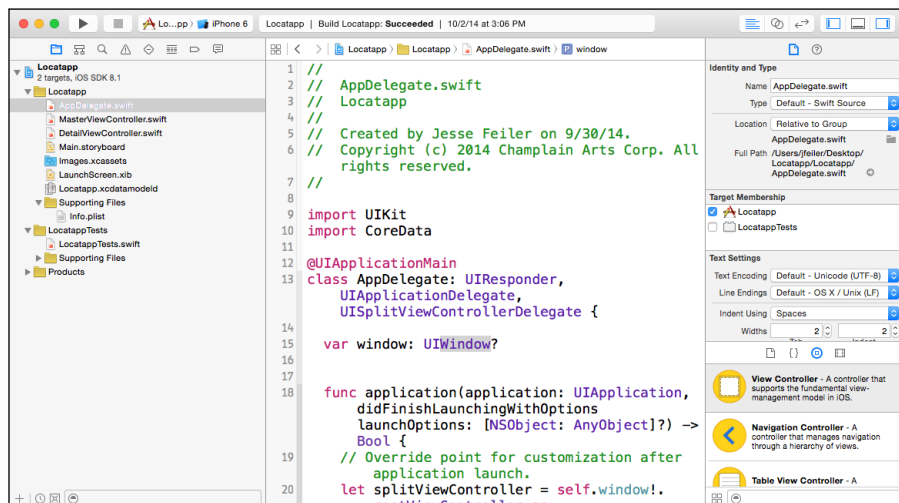 Lo...pp
iPhone 6
Locatapp | Build Locatapp: Succeeded | 10/2/14 at 3:06 PM
Locatapp
2 targets, iOS SDK 8.1
Locatapp
AppDelegate.swift
MasterViewController.swift
DetailViewController.swift
Main.storyboard
Images.xcassets
LaunchScreen.xib
Locatapp.xcdatamodeld
Supporting Files
Info.plist
LocatappTests
LocatappTests.swift
Supporting Files
Products
Locatapp Locatapp AppDelegate.swift P window
1 //
2 // AppDelegate.swift
3 // Locatapp
4 //
5 // Created by Jesse Feiler on 9/30/14.
6 // Copyright (c) 2014 Champlain Arts Corp. All
rights reserved.
7 //
8
9 import UIKit
10 import CoreData
11
12 @UIApplicationMain
13 class AppDelegate: UIResponder,
UIApplicationDelegate,
UISplitViewControllerDelegate {
14
15 var window: UIWindow?
16
17
18 func application(application: UIApplication,
didFinishLaunchingWithOptions
launchOptions: [NSObject: AnyObject]?) ->
Bool {
19 // Override point for customization after
application launch.
20 let splitViewController = self.window!.
Identity and Type
Name AppDelegate.swift
Type Default - Swift Source
Location Relative to Group
AppDelegate.swift
Full Path /Users/jfeiler/Desktop/
Locatapp/Locatapp/
AppDelegate.swift
Target Membership
Locatapp
LocatappTests
Text Settings
Text Encoding Default - Unicode (UTF-8)
Line Endings Default - OS X / Unix (LF)
Indent Using Spaces
Widths 2 2
{}
View Controller - A controller that
supports the fundamental view-
management model in iOS.
Navigation Controller - A
controller that manages navigation
through a hierarchy of views.
Table View Controller - A